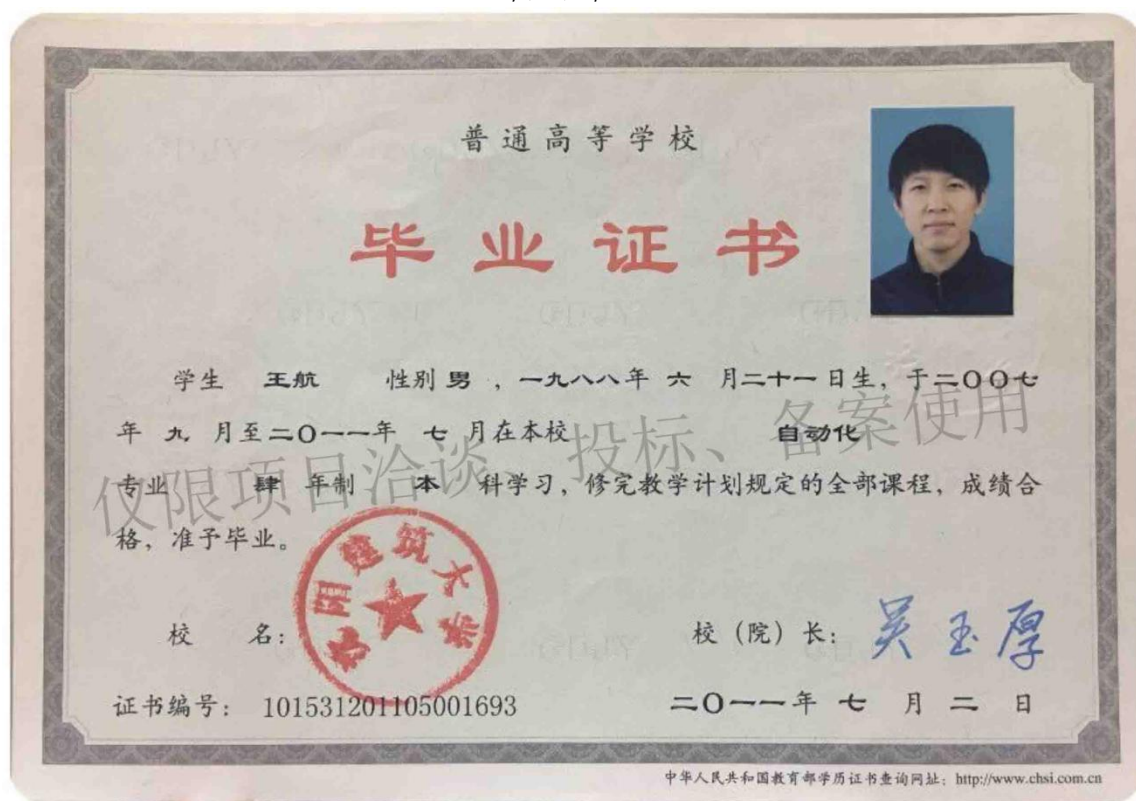 普通高等学校
毕业证书
学生 王航 性别 男 ，一九八八年 六 月二十一日生，于二〇〇七
年 九 月至二〇一一年 七 月在本校 自动化
专业 肆 年制 本 科学习，修完教学计划规定的全部课程，成绩合
格，准予毕业。
仅限项目洽谈、投标、备案使用
沈阳建筑大学
校 名： 校（院）长： 吴玉厚
证书编号： 101531201105001693 二〇一一年 七 月 二 日
中华人民共和国教育部学历证书查询网址：http://www.chsi.com.cn